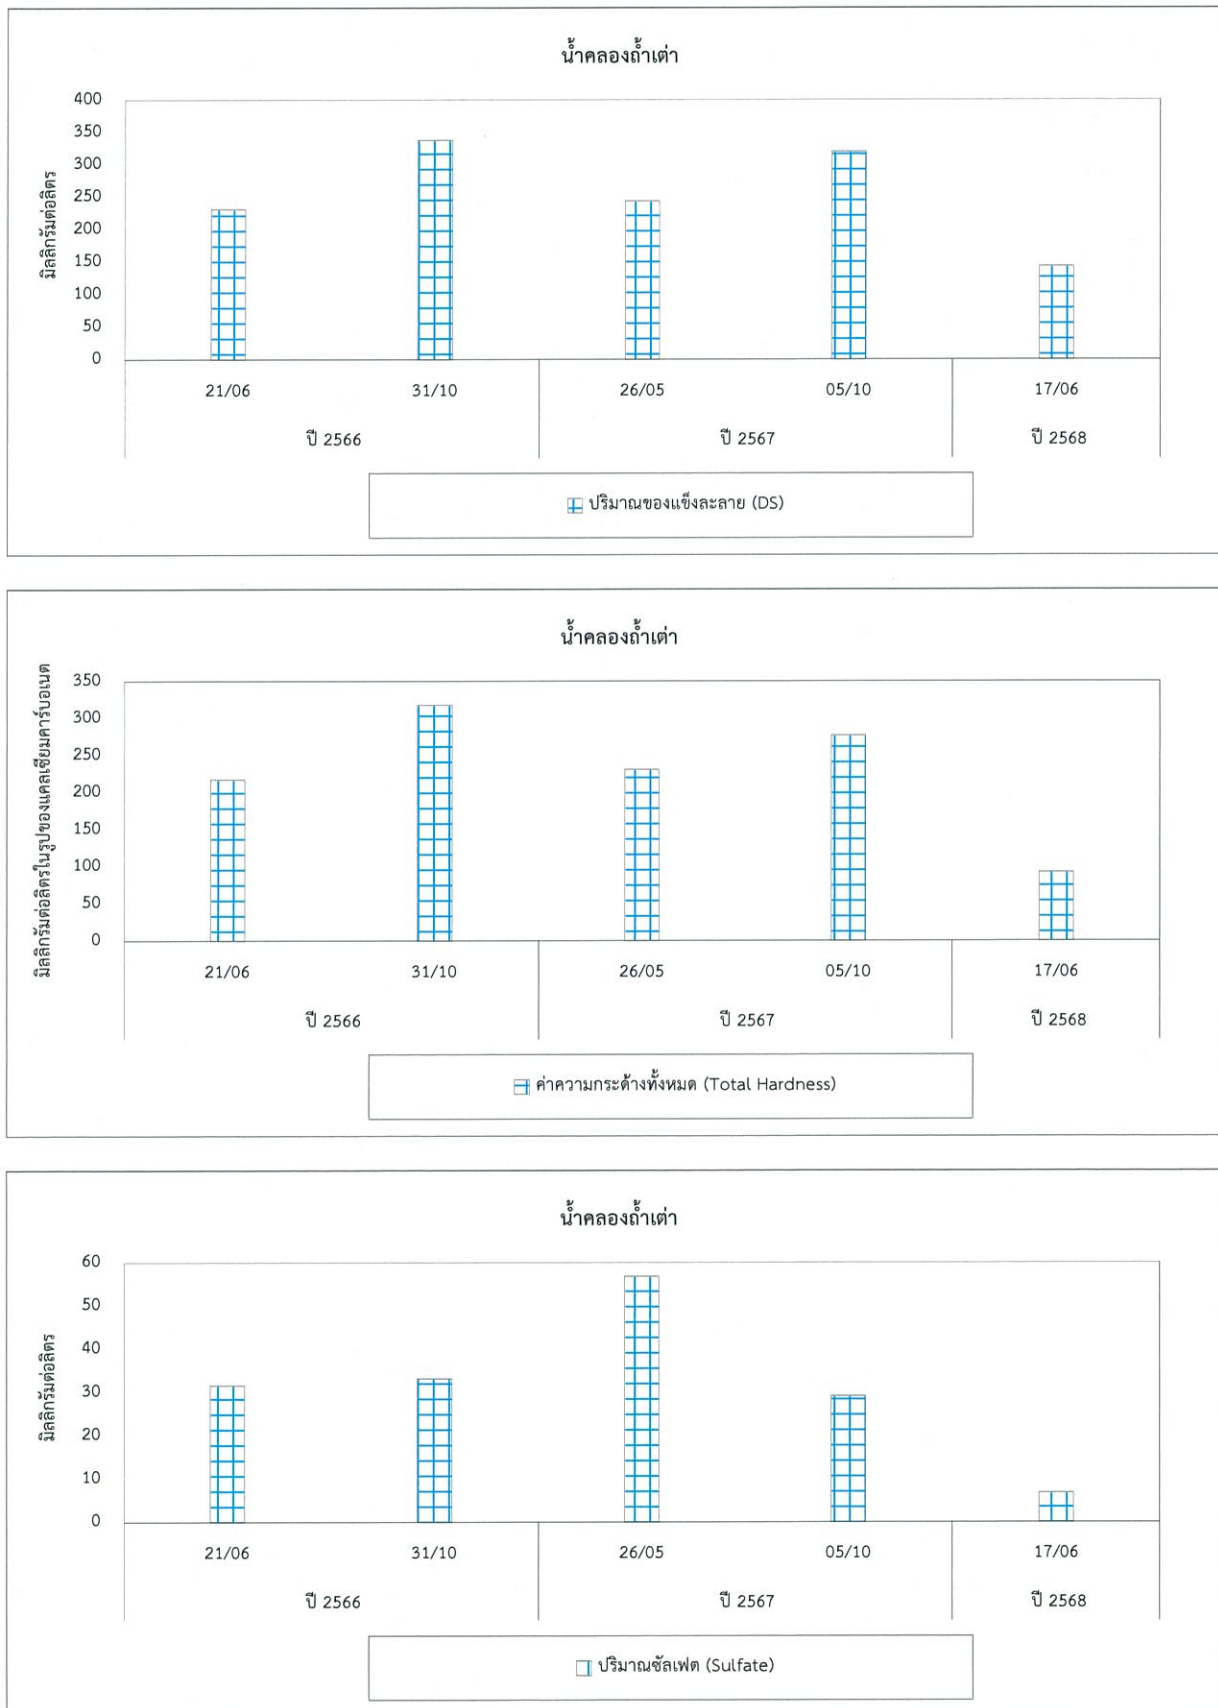 น้ำคลองถ้ำเต่า
มิลลิกรัมต่อลิตร
400
350
300
250
200
150
100
50
0
21/06 31/10 26/05 05/10 17/06
ปี 2566 ปี 2567 ปี 2568
ปริมาณของแข็งละลาย (DS)
น้ำคลองถ้ำเต่า
มิลลิกรัมต่อลิตรในรูปของแคลเซียมคาร์บอเนต
350
300
250
200
150
100
50
0
21/06 31/10 26/05 05/10 17/06
ปี 2566 ปี 2567 ปี 2568
ค่าความกระด้างทั้งหมด (Total Hardness)
น้ำคลองถ้ำเต่า
มิลลิกรัมต่อลิตร
60
50
40
30
20
10
0
21/06 31/10 26/05 05/10 17/06
ปี 2566 ปี 2567 ปี 2568
ปริมาณซัลเฟต (Sulfate)